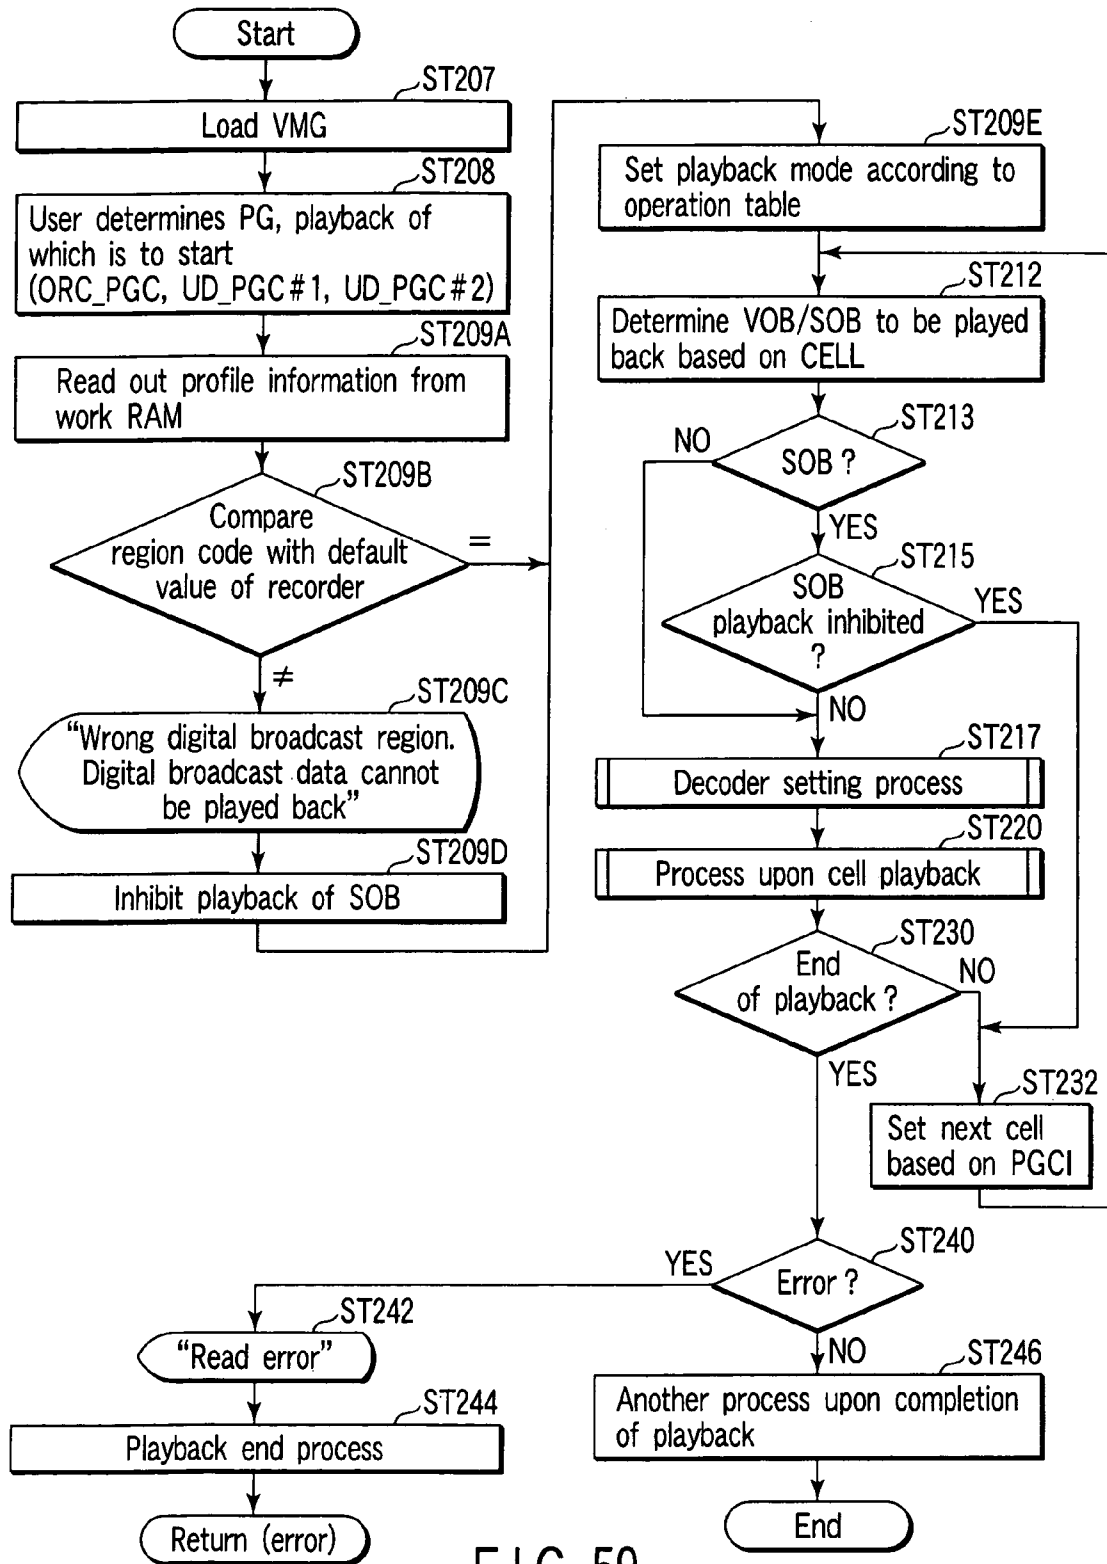 Start
ST207
Load VMG
ST208
User determines PG, playback of
which is to start
(ORC_PGC, UD_PGC#1, UD_PGC#2)
ST209A
Read out profile information from
work RAM
ST209B
Compare
region code with default
value of recorder
=
≠
ST209C
“Wrong digital broadcast region.
Digital broadcast data cannot
be played back”
ST209D
Inhibit playback of SOB
ST209E
Set playback mode according to
operation table
ST212
Determine VOB/SOB to be played
back based on CELL
ST213
SOB ?
NO
YES
ST215
SOB
playback inhibited
?
YES
NO
ST217
Decoder setting process
ST220
Process upon cell playback
ST230
End
of playback ?
NO
YES
ST232
Set next cell
based on PGCI
ST240
Error ?
YES
NO
ST242
“Read error”
ST244
Playback end process
Return (error)
ST246
Another process upon completion
of playback
End